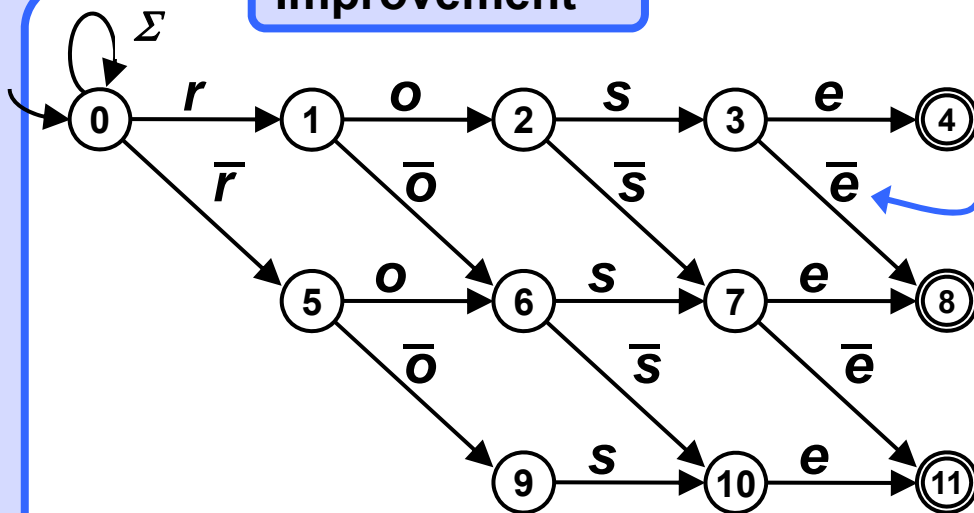 Improvement
Σ
r o s e
0 1 2 3 4
r̅ o̅ s̅ e̅
o s e
5 6 7 8
o̅ s̅ e̅
s e
9 10 11